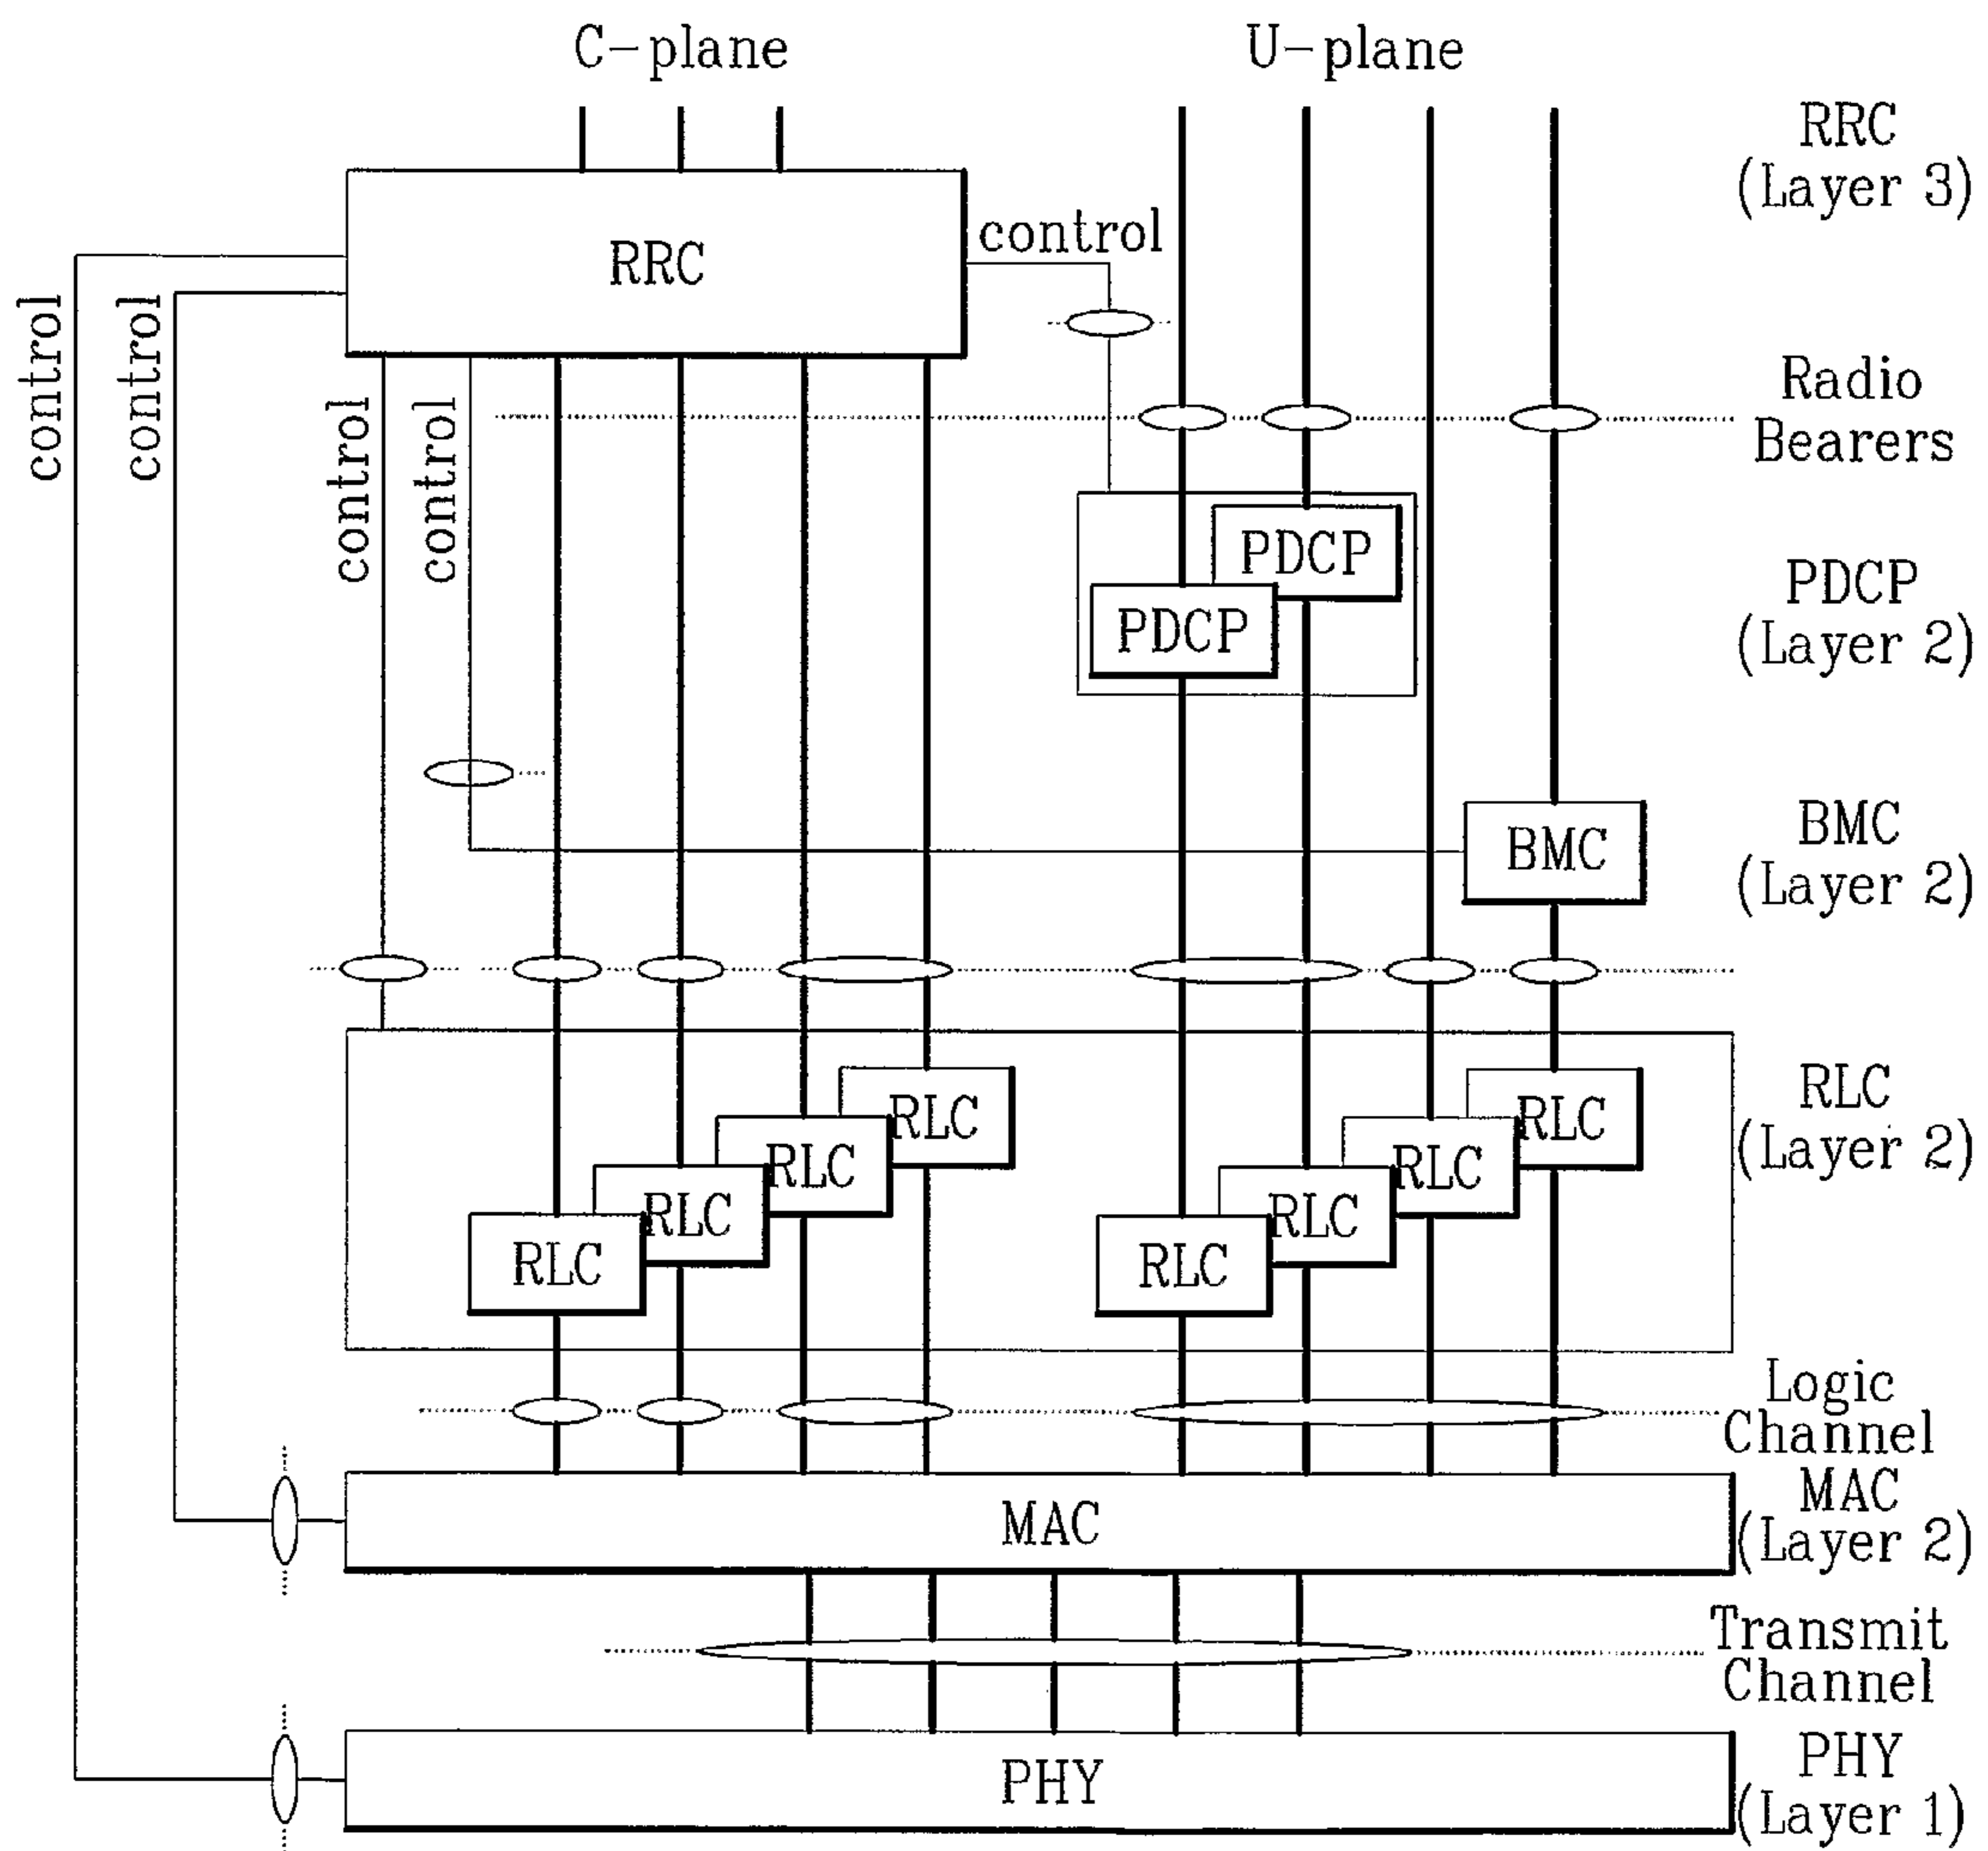 C-plane
U-plane
RRC
(Layer 3)
RRC
control
control
control
control
control
Radio
Bearers
PDCP
PDCP
PDCP
(Layer 2)
BMC
BMC
(Layer 2)
RLC
RLC
RLC
RLC
RLC
RLC
RLC
RLC
RLC
(Layer 2)
Logic
Channel
MAC
MAC
(Layer 2)
Transmit
Channel
PHY
PHY
(Layer 1)